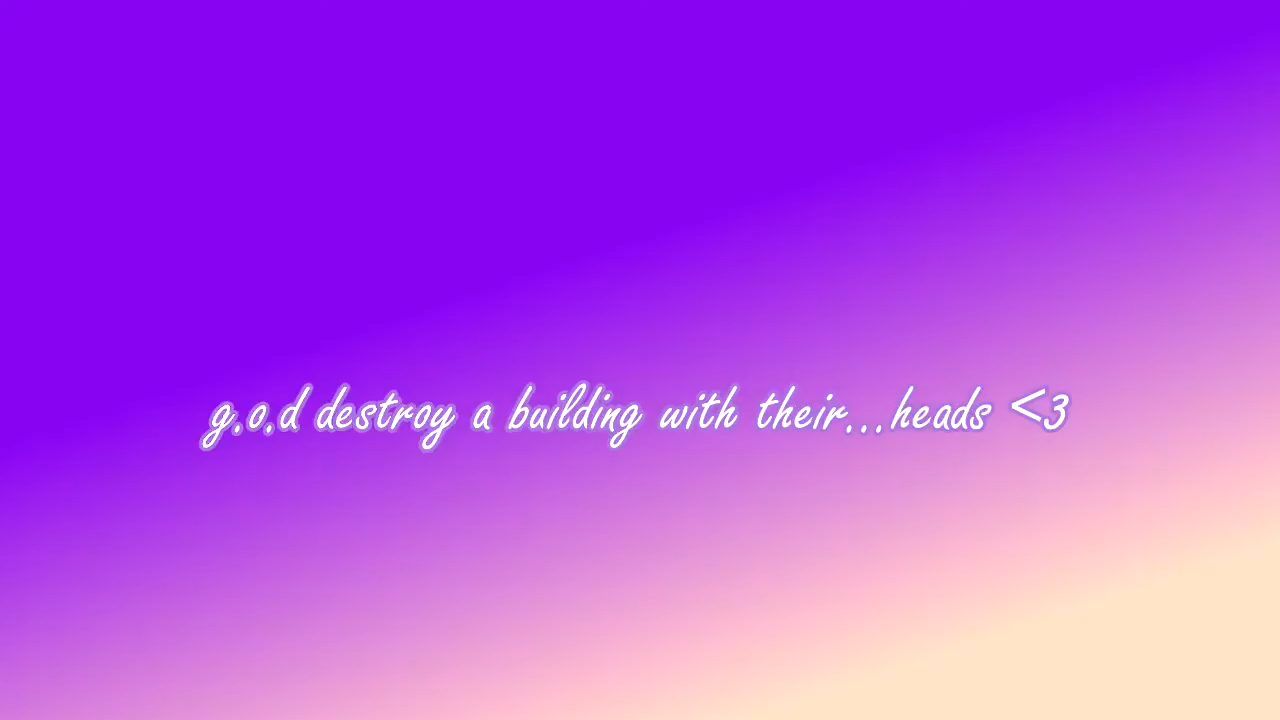 g.o.d destroy a building with their...heads <3